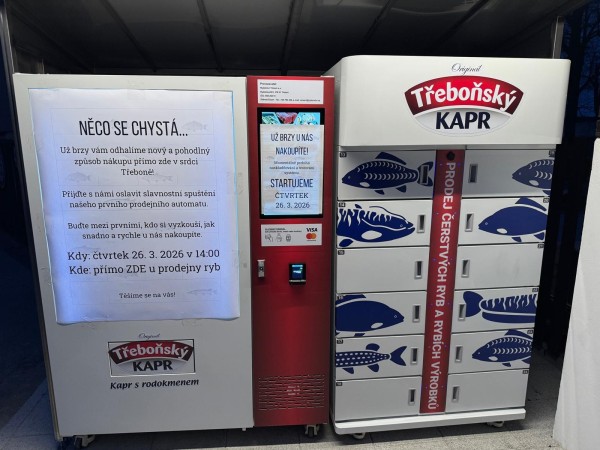 NĚCO SE CHYSTÁ...
Už brzy vám odhalíme nový a pohodlný
způsob nákupu přímo zde v srdci
Třeboně!
Přijďte s námi oslavit slavnostní spuštění
našeho prvního prodejního automatu.
Buďte mezi prvními, kdo si vyzkouší, jak
snadno a rychle u nás nakoupíte.
Kdy: čtvrtek 26. 3. 2026 v 14:00
Kde: přímo ZDE u prodejny ryb
Těšíme se na vás!
Original
Třeboňský
KAPR
Kapr s rodokmenem
UŽ BRZY U NÁS
NAKOUPÍTE!
STARTUJEME
ČTVRTEK
26. 3. 2026
VISA
mastercard
Original
Třeboňský
KAPR
PRODEJ ČERSTVÝCH RYB A RYBÍCH VÝROBKŮ